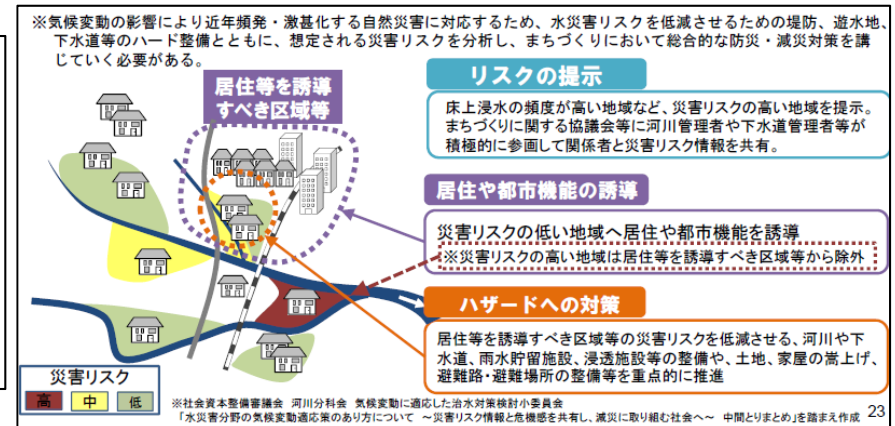 ※気候変動の影響により近年頻発・激甚化する自然災害に対応するため、水災害リスクを低減させるための堤防、遊水地、
下水道等のハード整備とともに、想定される災害リスクを分析し、まちづくりにおいて総合的な防災・減災対策を講
じていく必要がある。
居住等を誘導
すべき区域等
リスクの提示
床上浸水の頻度が高い地域など、災害リスクの高い地域を提示。
まちづくりに関する協議会等に河川管理者や下水道管理者等が
積極的に参画して関係者と災害リスク情報を共有。
居住や都市機能の誘導
災害リスクの低い地域へ居住や都市機能を誘導
※災害リスクの高い地域は居住等を誘導すべき区域等から除外
ハザードへの対策
居住等を誘導すべき区域等の災害リスクを低減させる、河川や下
水道、雨水貯留施設、浸透施設等の整備や、土地、家屋の嵩上げ、
避難路・避難場所の整備等を重点的に推進
災害リスク
高 中 低
※社会資本整備審議会 河川分科会 気候変動に適応した治水対策検討小委員会
「水災害分野の気候変動適応策のあり方について ～災害リスク情報と危機感を共有し、減災に取り組む社会へ～ 中間とりまとめ」を踏まえ作成
23